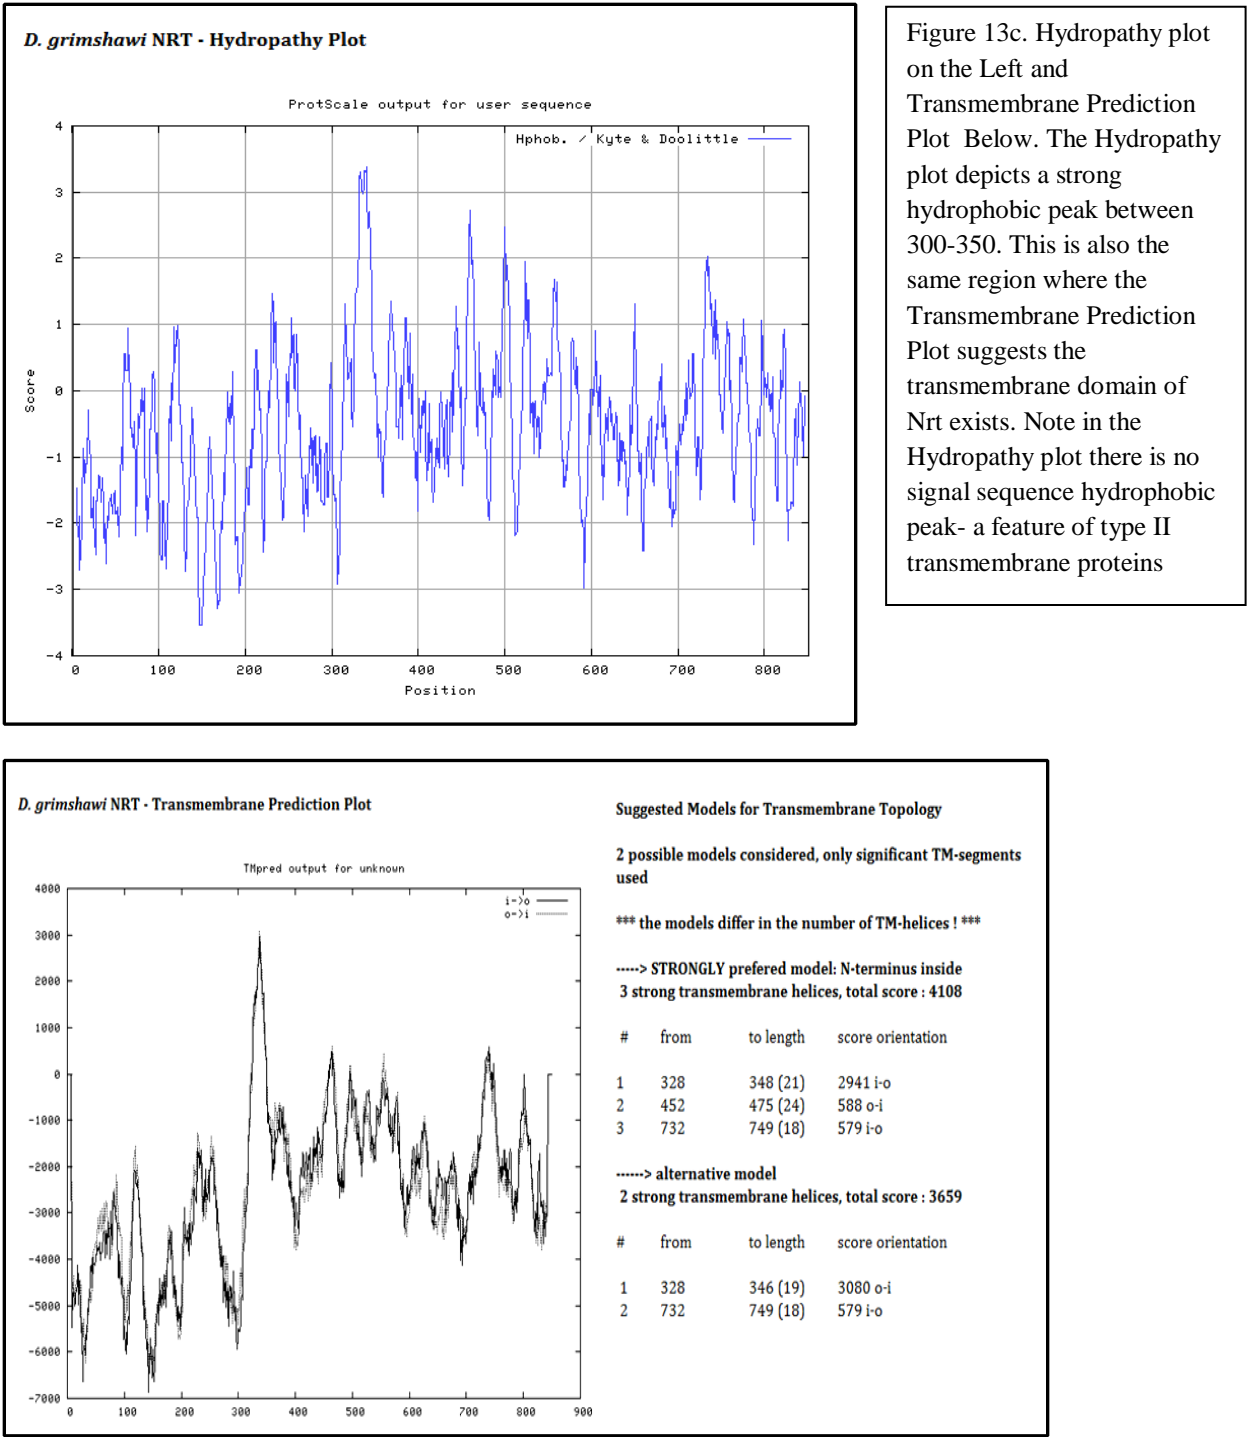 D. grimshawi NRT - Hydropathy Plot
ProtScale output for user sequence
Hphob. / Kyte & Doolittle
4
3
2
1
0
-1
-2
-3
-4
Score
0 100 200 300 400 500 600 700 800
Position
Figure 13c. Hydropathy plot
on the Left and
Transmembrane Prediction
Plot Below. The Hydropathy
plot depicts a strong
hydrophobic peak between
300-350. This is also the
same region where the
Transmembrane Prediction
Plot suggests the
transmembrane domain of
Nrt exists. Note in the
Hydropathy plot there is no
signal sequence hydrophobic
peak- a feature of type II
transmembrane proteins
D. grimshawi NRT - Transmembrane Prediction Plot
TMpred output for unknown
i->o
o->i
4000
3000
2000
1000
0
-1000
-2000
-3000
-4000
-5000
-6000
-7000
0 100 200 300 400 500 600 700 800 900
Suggested Models for Transmembrane Topology
2 possible models considered, only significant TM-segments
used
*** the models differ in the number of TM-helices ! ***
-----> STRONGLY prefered model: N-terminus inside
3 strong transmembrane helices, total score : 4108
# from to length score orientation
1 328 348 (21) 2941 i-o
2 452 475 (24) 588 o-i
3 732 749 (18) 579 i-o
------> alternative model
2 strong transmembrane helices, total score : 3659
# from to length score orientation
1 328 346 (19) 3080 o-i
2 732 749 (18) 579 i-o